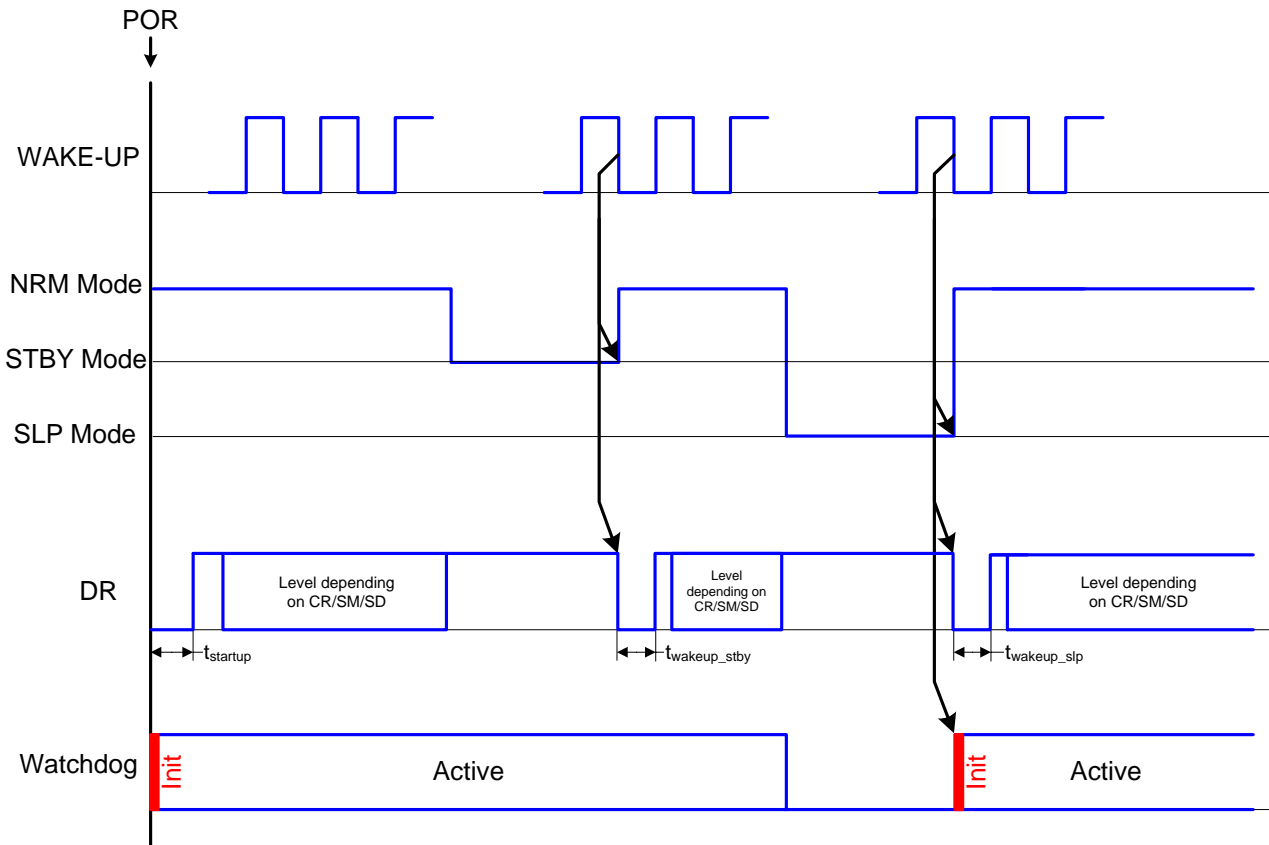 POR
WAKE-UP
NRM Mode
STBY Mode
SLP Mode
DR
Level depending
on CR/SM/SD
Level
depending on
CR/SM/SD
Level depending
on CR/SM/SD
tstartup
twakeup_stby
twakeup_slp
Watchdog
Init
Active
Init
Active